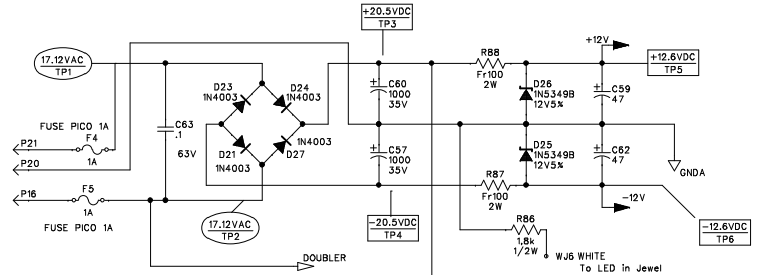 +20.5VDC
TP3
+12V
R88
17.12VAC
TP1
+12.6VDC
TP5
Fr100
2W
D23
1N4003
D24
1N4003
C60
1000
35V
D26
1N5349B
12V5%
C59
47
FUSE PICO 1A
C63
.1
63V
P21
F4
1A
P20
D21
1N4003
1N4003
D27
C57
1000
35V
D25
1N5349B
12V5%
C62
47
GNDA
P16
F5
1A
R87
Fr100
2W
FUSE PICO 1A
17.12VAC
TP2
-20.5VDC
TP4
-12V
-12.6VDC
TP6
R86
1,8k
1/2W
DOUBLER
WJ6 WHITE
To LED in Jewel